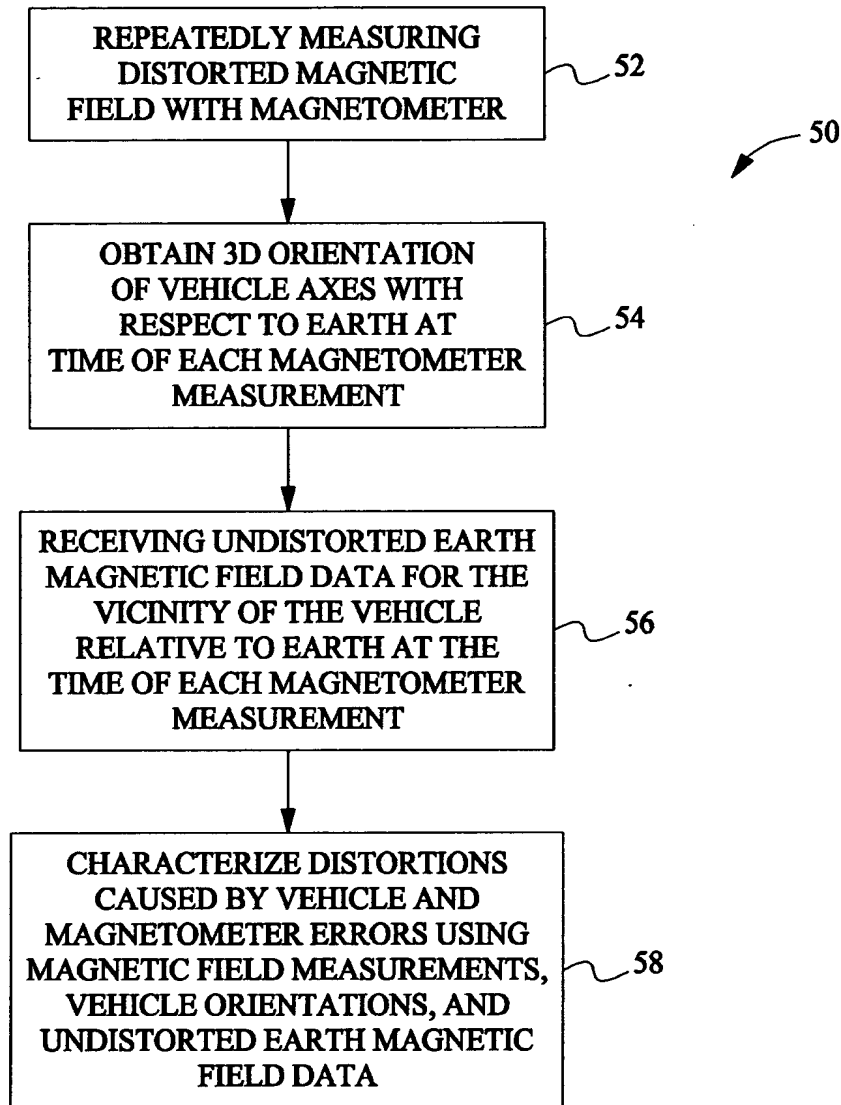 REPEATEDLY MEASURING
DISTORTED MAGNETIC
FIELD WITH MAGNETOMETER
52
50
OBTAIN 3D ORIENTATION
OF VEHICLE AXES WITH
RESPECT TO EARTH AT
TIME OF EACH MAGNETOMETER
MEASUREMENT
54
RECEIVING UNDISTORTED EARTH
MAGNETIC FIELD DATA FOR THE
VICINITY OF THE VEHICLE
RELATIVE TO EARTH AT THE
TIME OF EACH MAGNETOMETER
MEASUREMENT
56
CHARACTERIZE DISTORTIONS
CAUSED BY VEHICLE AND
MAGNETOMETER ERRORS USING
MAGNETIC FIELD MEASUREMENTS,
VEHICLE ORIENTATIONS, AND
UNDISTORTED EARTH MAGNETIC
FIELD DATA
58